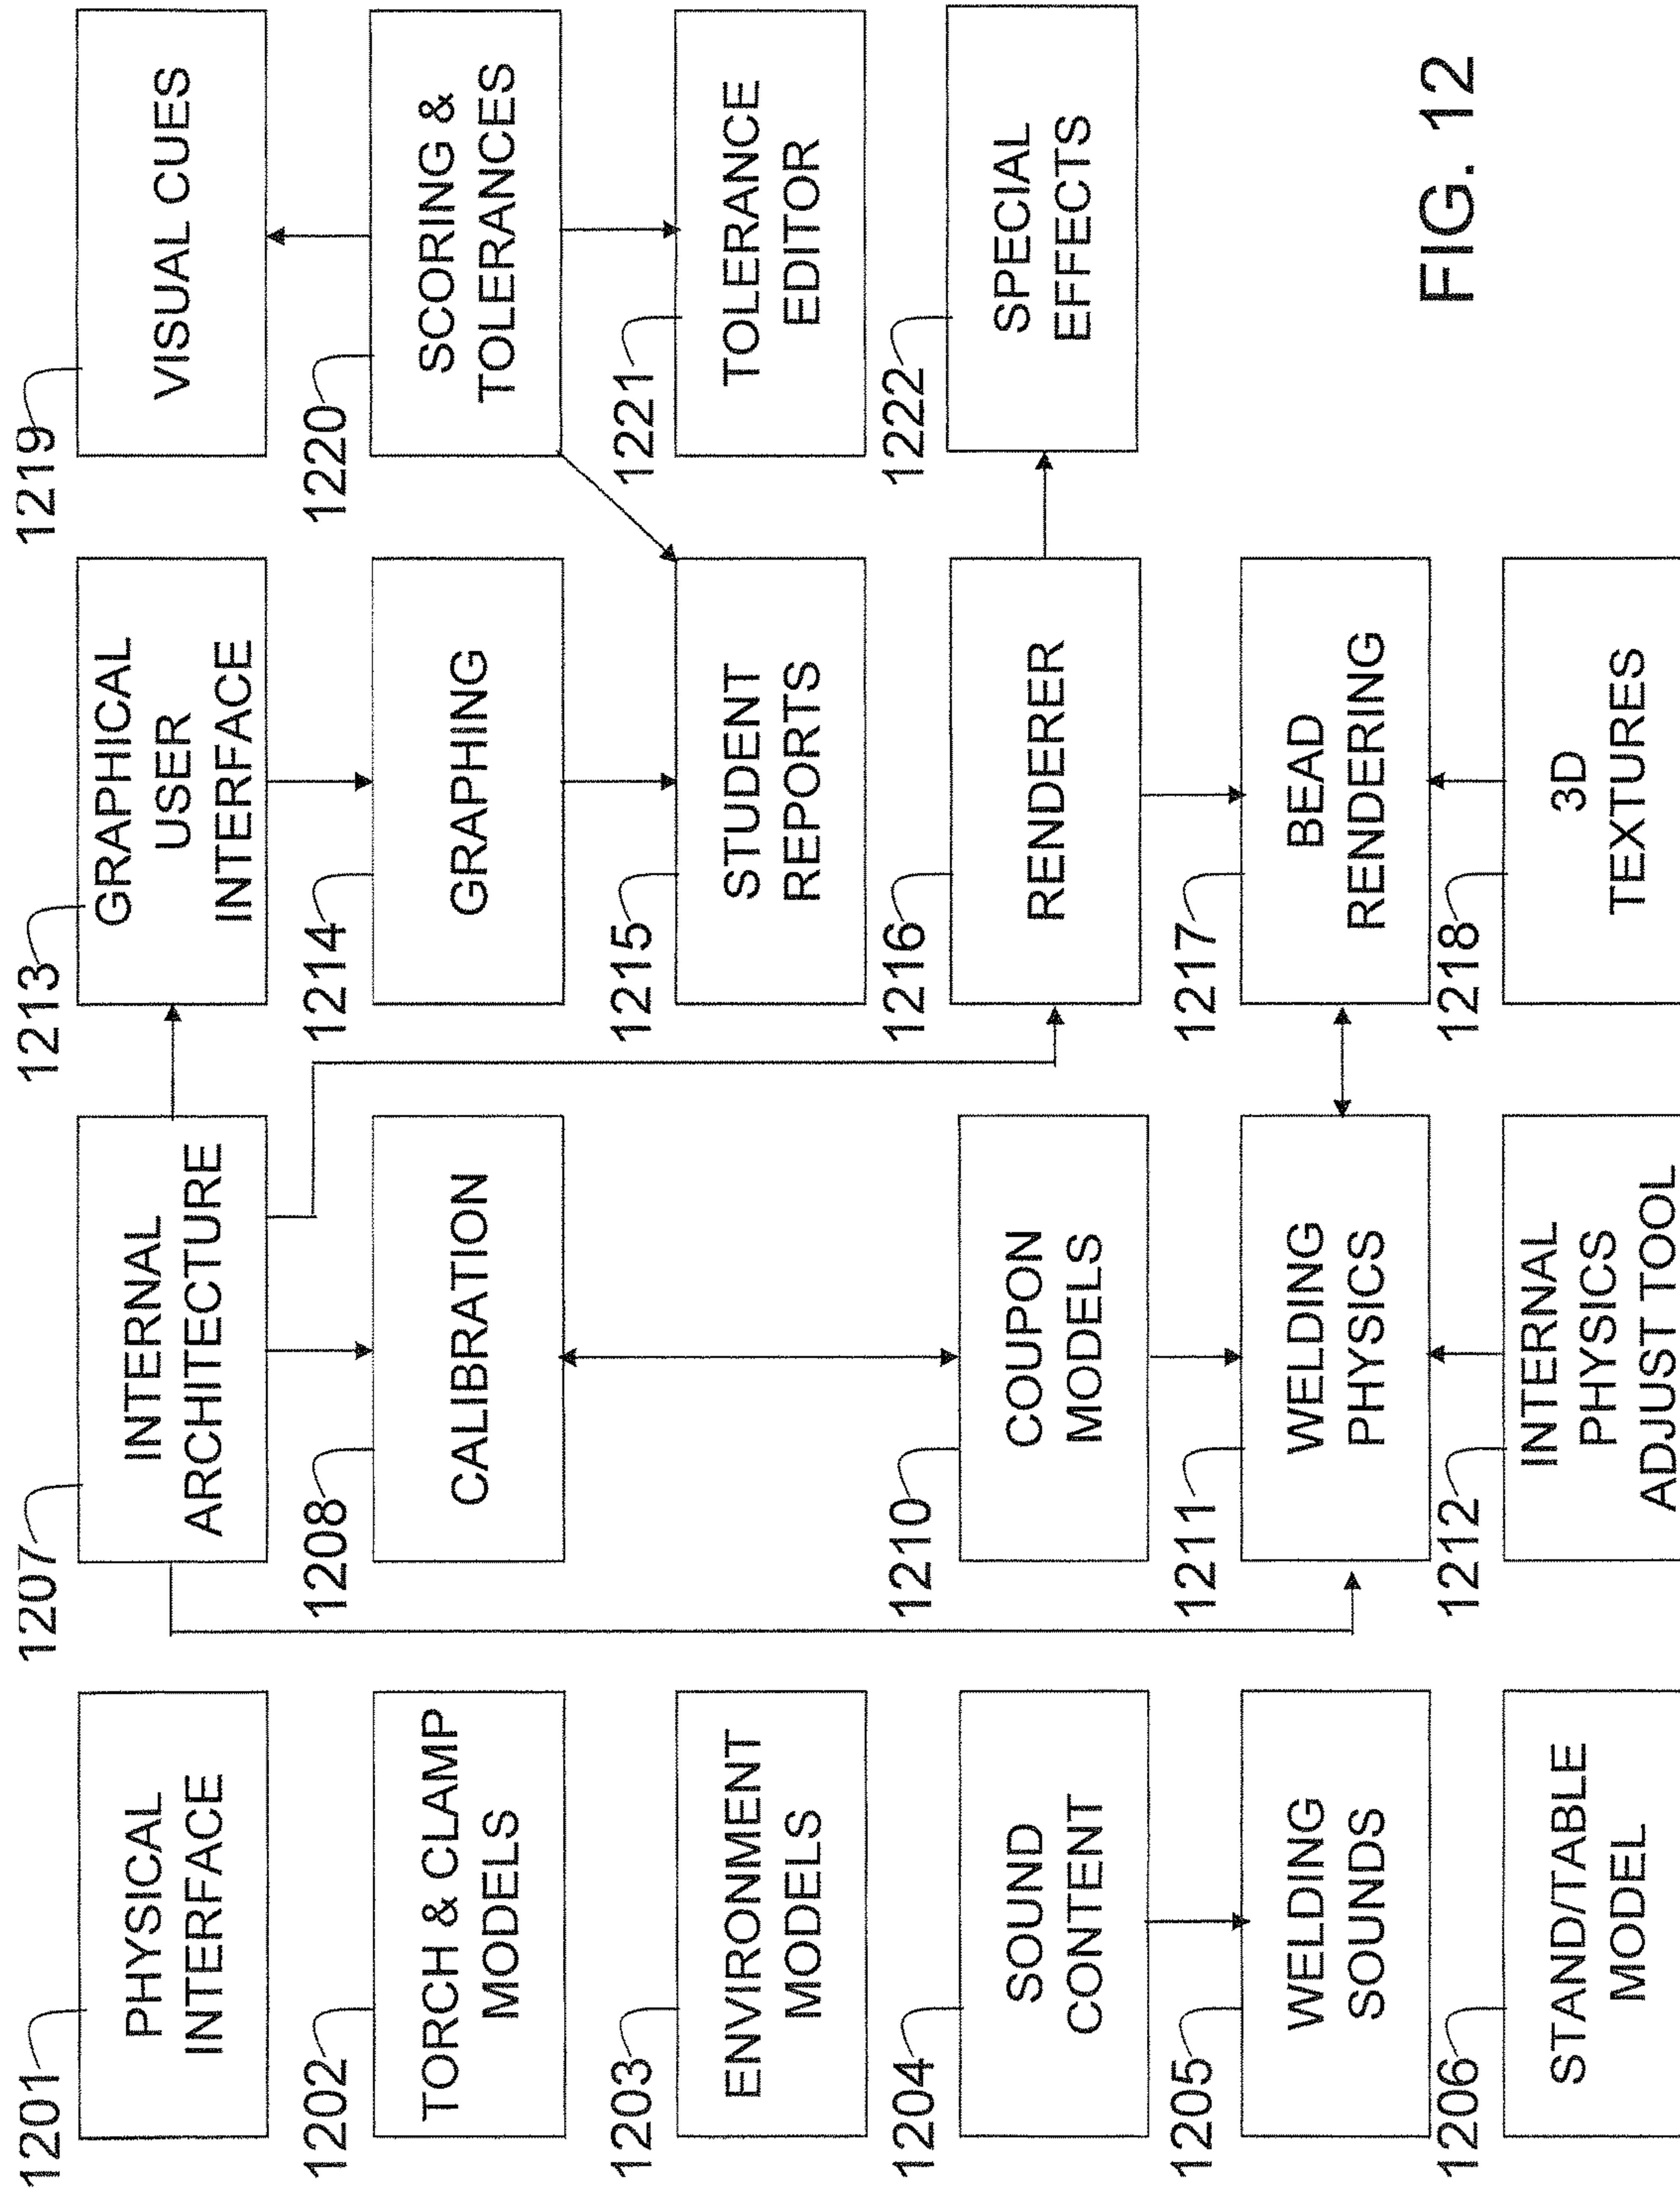 1201
PHYSICAL
INTERFACE
1202
TORCH & CLAMP
MODELS
1203
ENVIRONMENT
MODELS
1204
SOUND
CONTENT
1205
WELDING
SOUNDS
1206
STAND/TABLE
MODEL
1207
INTERNAL
ARCHITECTURE
1208
CALIBRATION
1210
COUPON
MODELS
1211
WELDING
PHYSICS
1212
INTERNAL
PHYSICS
ADJUST TOOL
1213
GRAPHICAL
USER
INTERFACE
1214
GRAPHING
1215
STUDENT
REPORTS
1216
RENDERER
1217
BEAD
RENDERING
1218
3D
TEXTURES
1219
VISUAL CUES
1220
SCORING &
TOLERANCES
1221
TOLERANCE
EDITOR
1222
SPECIAL
EFFECTS
FIG. 12